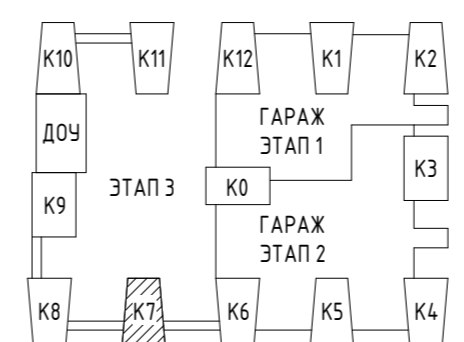 К10 К11 К12 К1 К2
ГАРАЖ
ЭТАП 1
ДОУ
К3
ЭТАП 3
К0
К9
ГАРАЖ
ЭТАП 2
К8 К7 К6 К5 К4